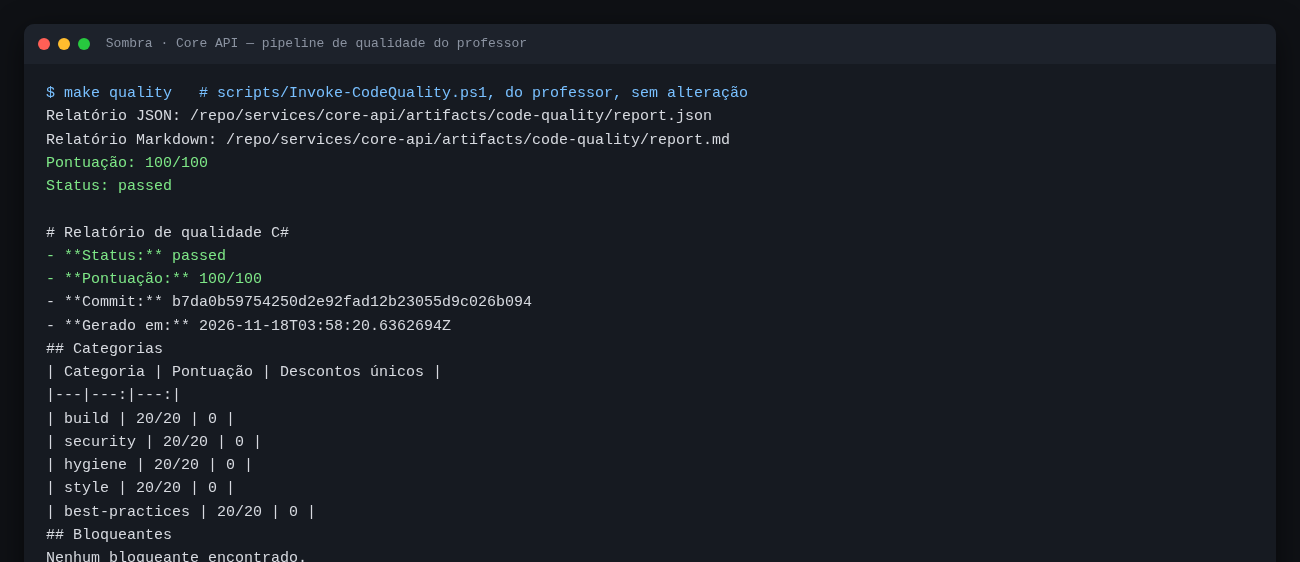 Sombra · Core API — pipeline de qualidade do professor
$ make quality   # scripts/Invoke-CodeQuality.ps1, do professor, sem alteração
Relatório JSON: /repo/services/core-api/artifacts/code-quality/report.json
Relatório Markdown: /repo/services/core-api/artifacts/code-quality/report.md
Pontuação: 100/100
Status: passed
# Relatório de qualidade C#
- **Status:** passed
- **Pontuação:** 100/100
- **Commit:** b7da0b59754250d2e92fad12b23055d9c026b094
- **Gerado em:** 2026-11-18T03:58:20.6362694Z
## Categorias
| Categoria | Pontuação | Descontos únicos |
|---|---:|---:|
| build | 20/20 | 0 |
| security | 20/20 | 0 |
| hygiene | 20/20 | 0 |
| style | 20/20 | 0 |
| best-practices | 20/20 | 0 |
## Bloqueantes
Nenhum bloqueante encontrado.